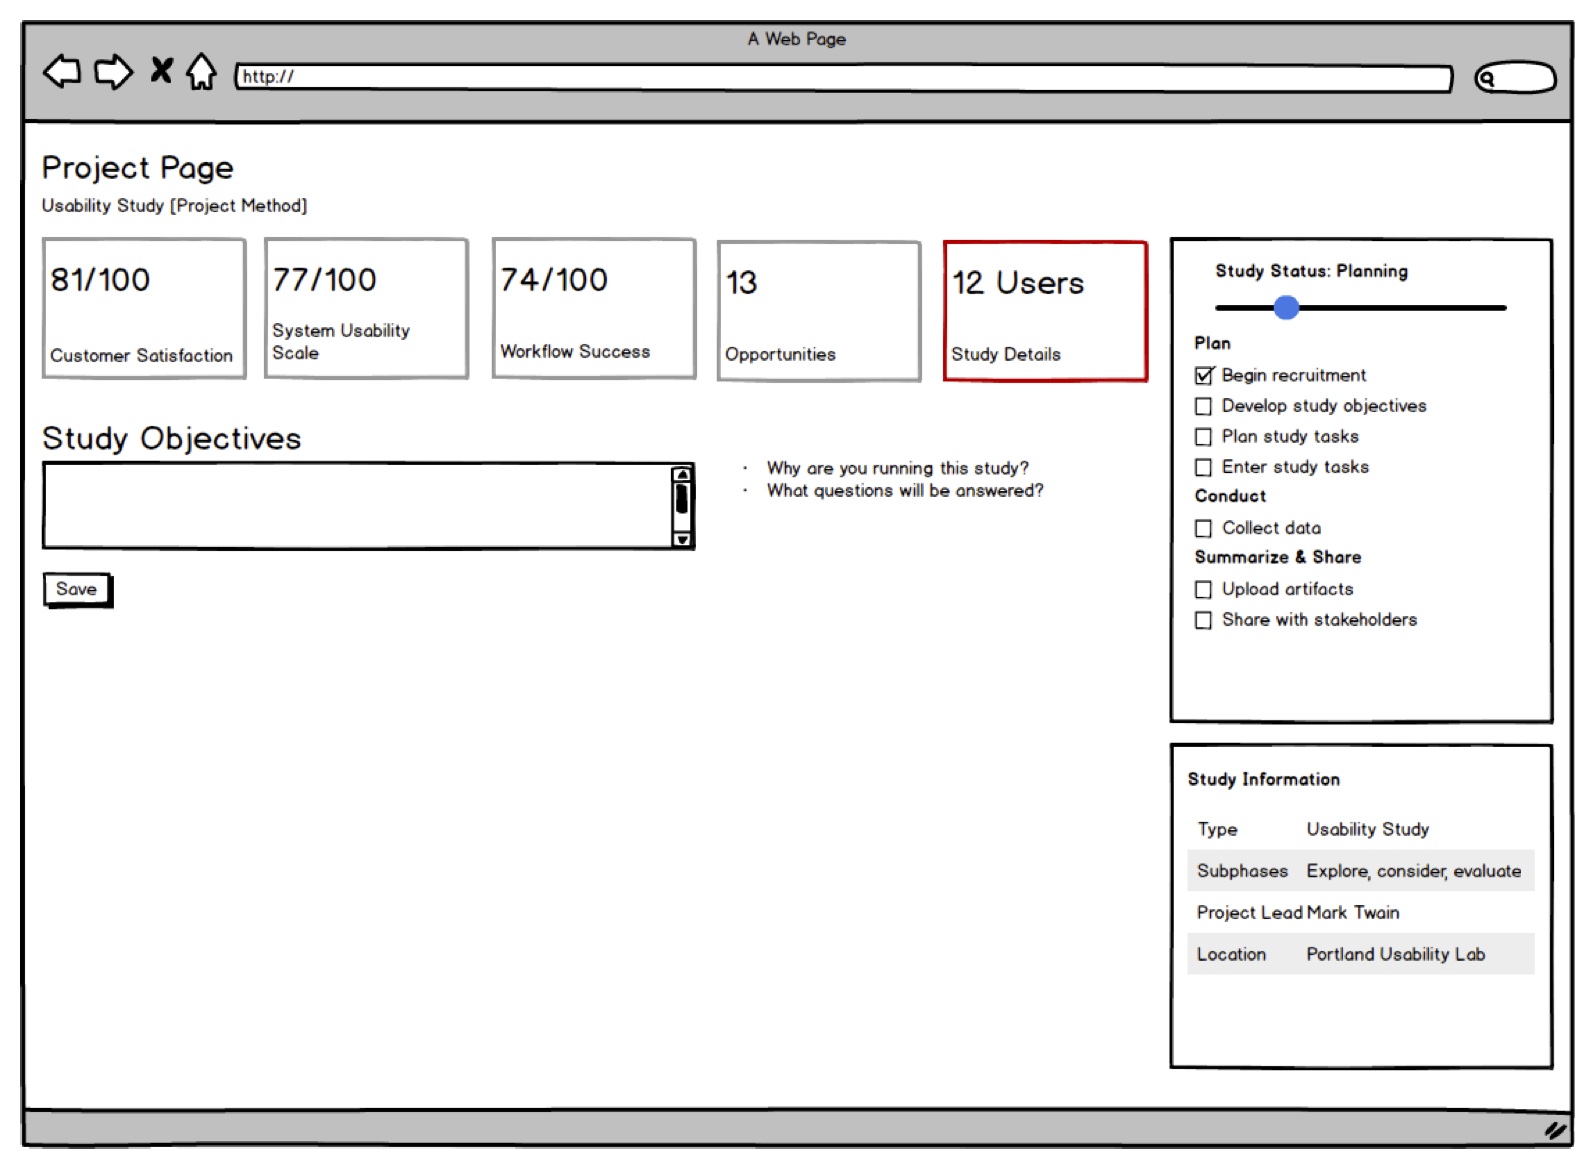 A Web Page
http://
Project Page
Usability Study [Project Method]
81/100
Customer Satisfaction
77/100
System Usability
Scale
74/100
Workflow Success
13
Opportunities
12 Users
Study Details
Study Objectives
Save
· Why are you running this study?
· What questions will be answered?
Study Status: Planning
Plan
Begin recruitment
Develop study objectives
Plan study tasks
Enter study tasks
Conduct
Collect data
Summarize & Share
Upload artifacts
Share with stakeholders
Study Information
Type Usability Study
Subphases Explore, consider, evaluate
Project Lead Mark Twain
Location Portland Usability Lab